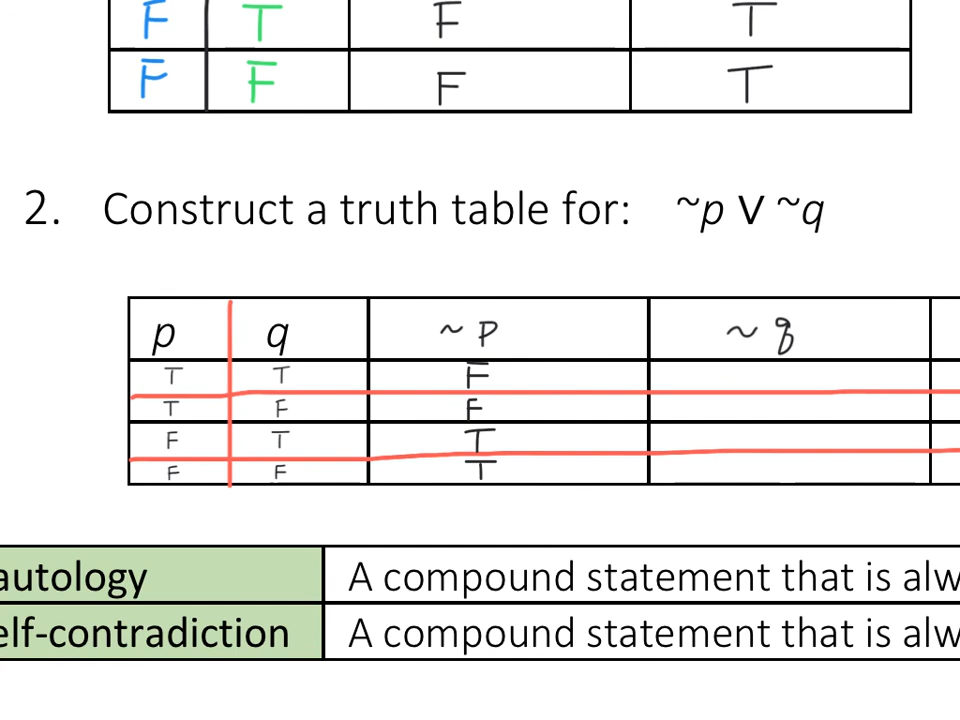 F T F T
F F F T
2. Construct a truth table for: ~p ∨ ~q
p q ~ P ~ q
T T F
T F F
F T T
F F T
autology A compound statement that is alw
elf-contradiction A compound statement that is alw